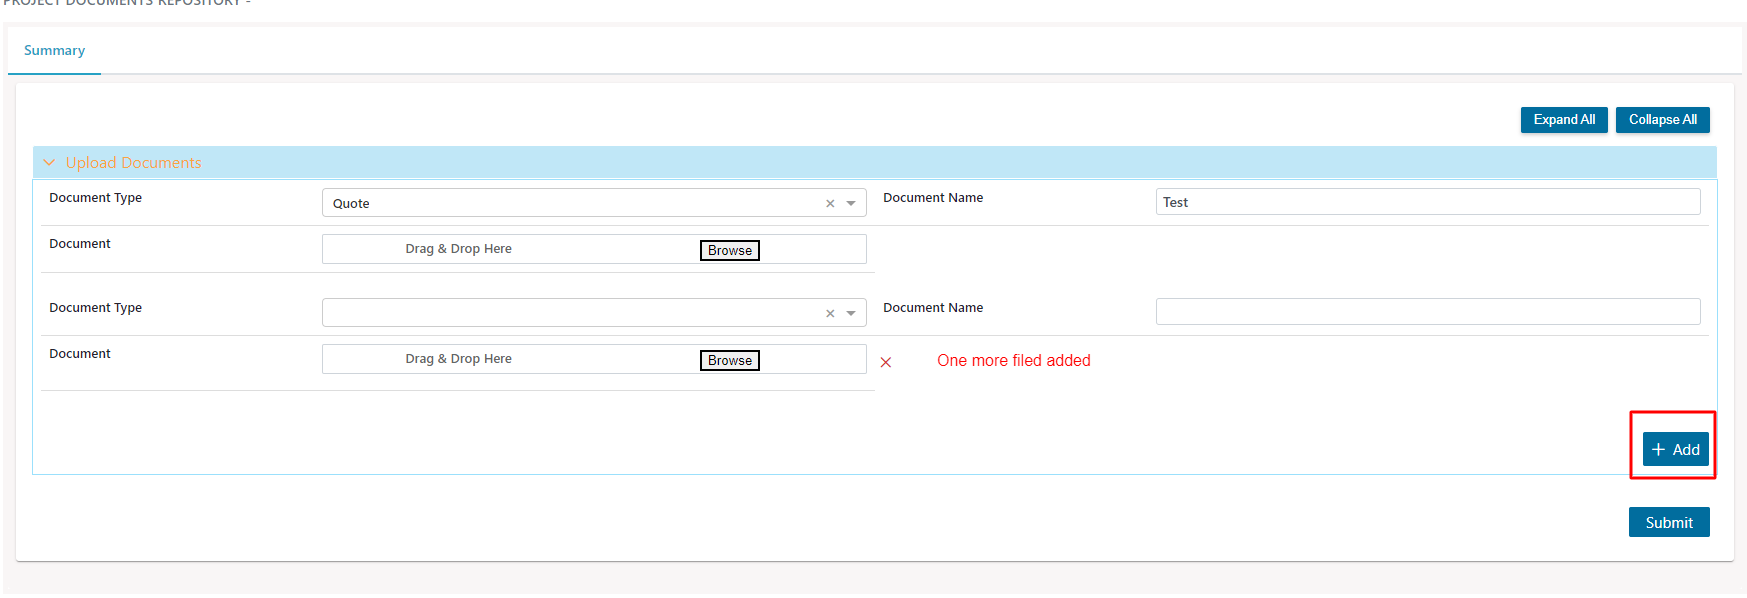 PROJECT DOCUMENTS REPOSITORY -
Summary
Expand All Collapse All
Upload Documents
Document Type Quote Document Name Test
Document Drag & Drop Here Browse
Document Type Document Name
Document Drag & Drop Here Browse One more filed added
+ Add
Submit